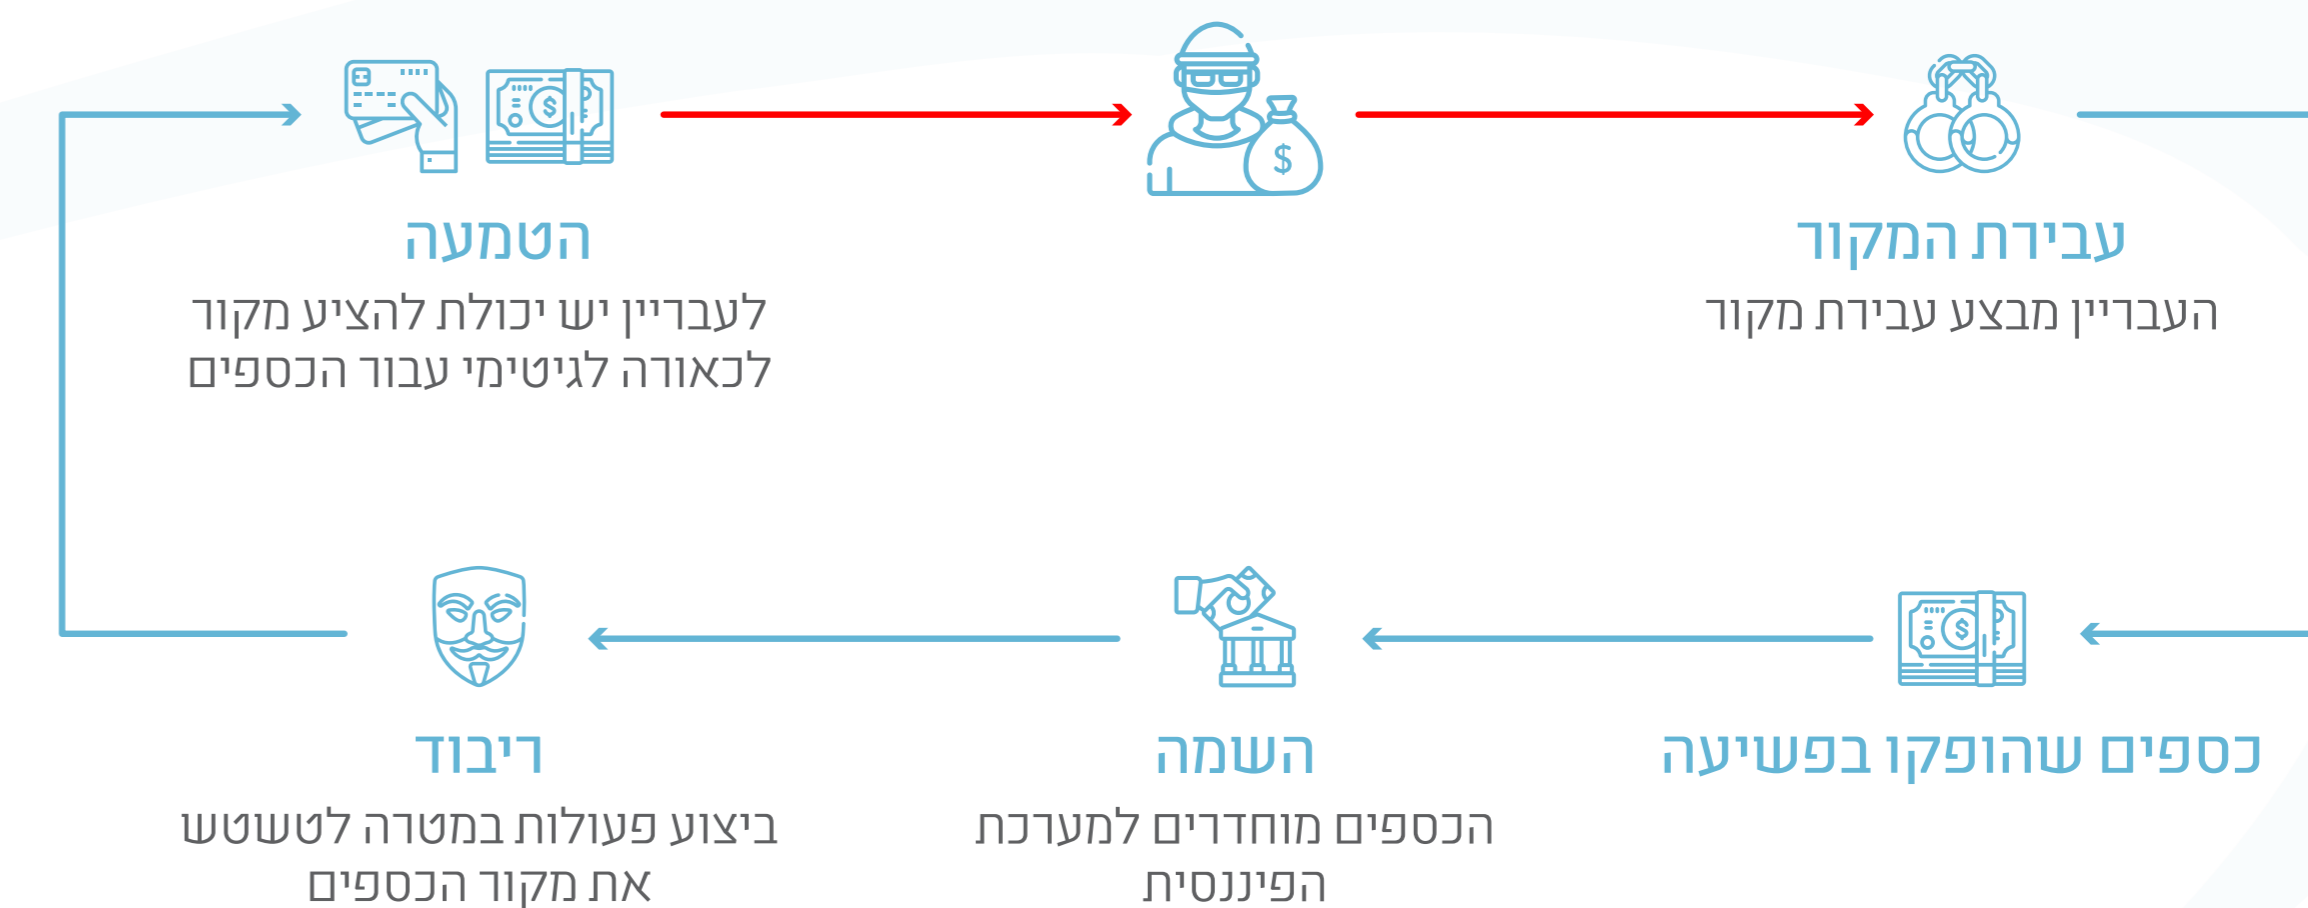 עבירת המקור
העבריין מבצע עבירת מקור
הטמעה
לעבריין יש יכולת להציע מקור
לכאורה לגיטימי עבור הכספים
כספים שהופקו בפשיעה
השמה
הכספים מוחדרים למערכת
הפיננסית
ריבוד
ביצוע פעולות במטרה לטשטש
את מקור הכספים